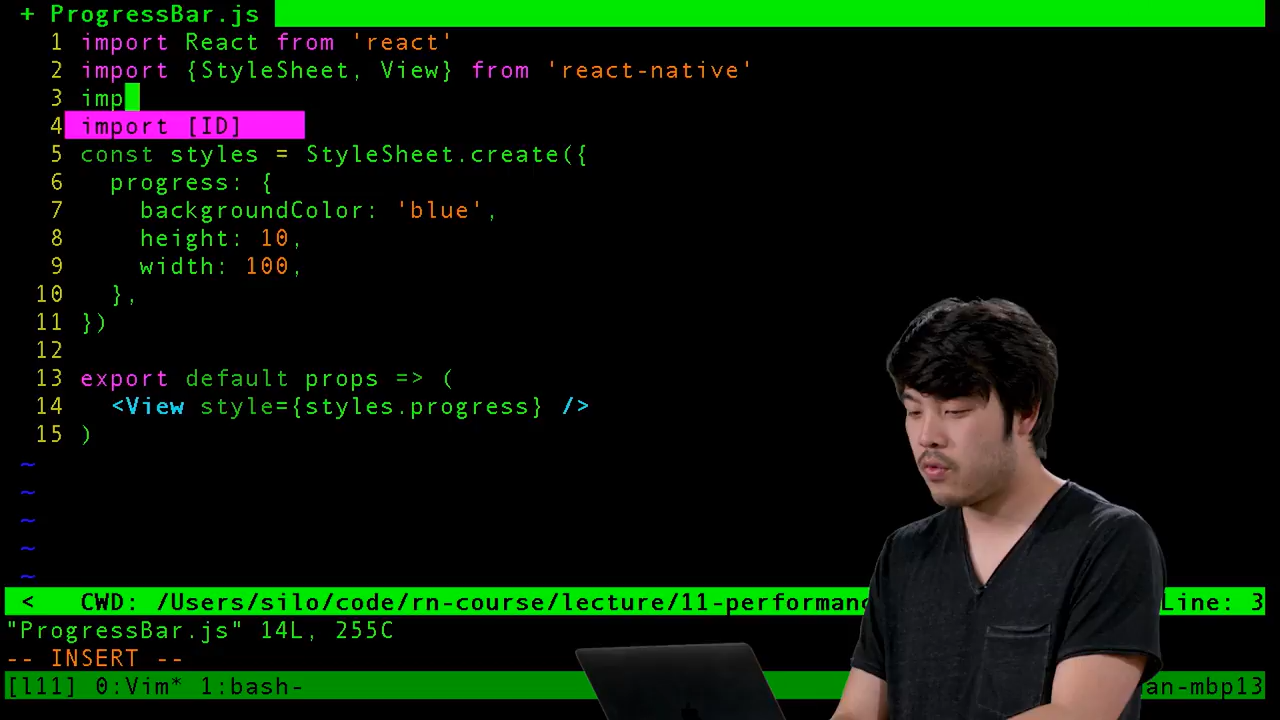 + ProgressBar.js
1 import React from 'react'
2 import {StyleSheet, View} from 'react-native'
3 imp
4 import [ID]
5 const styles = StyleSheet.create({
6   progress: {
7     backgroundColor: 'blue',
8     height: 10,
9     width: 100,
10   },
11 })
12
13 export default props => (
14   <View style={styles.progress} />
15 )
~
~
~
~
~
< CWD: /Users/silo/code/rn-course/lecture/11-performanc Line: 3
"ProgressBar.js" 14L, 255C
-- INSERT --
[l11] 0:Vim* 1:bash- an-mbp13